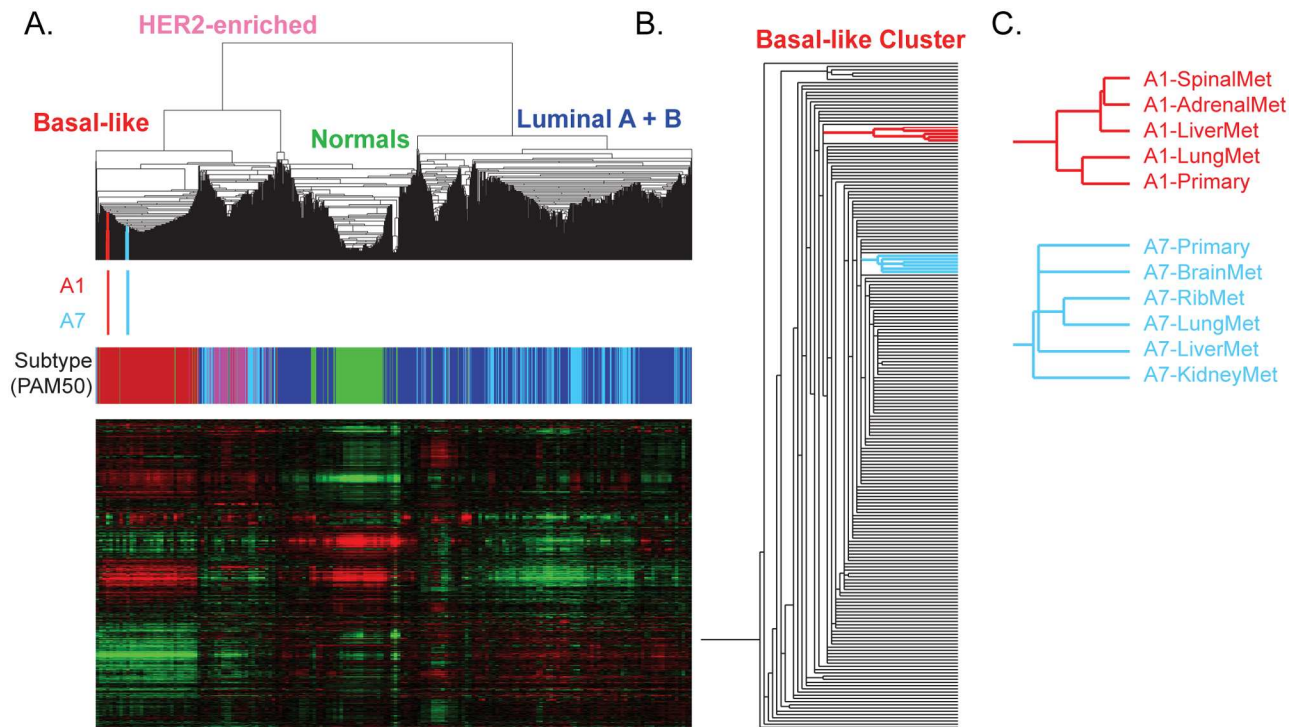 A.
HER2-enriched
Basal-like
Normals
Luminal A + B
A1
A7
Subtype
(PAM50)
B.
Basal-like Cluster
C.
A1-SpinalMet
A1-AdrenalMet
A1-LiverMet
A1-LungMet
A1-Primary
A7-Primary
A7-BrainMet
A7-RibMet
A7-LungMet
A7-LiverMet
A7-KidneyMet